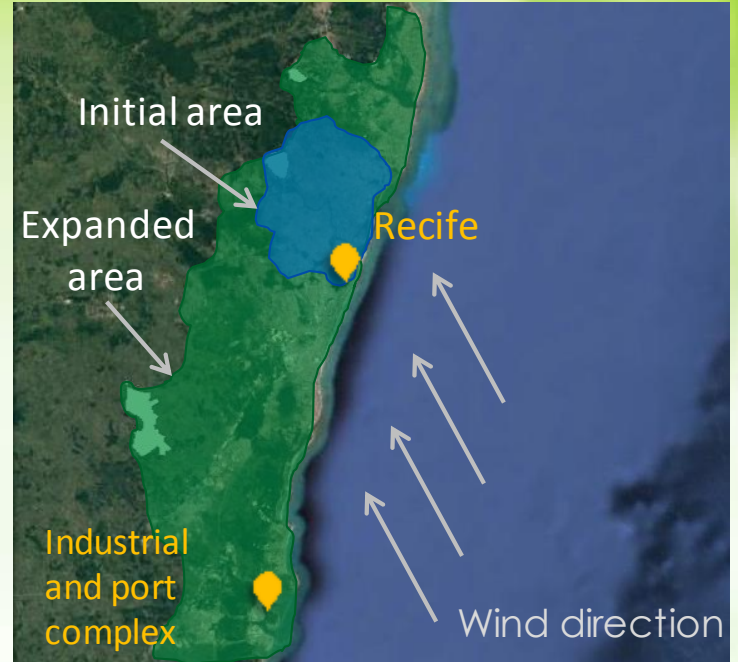 Initial area
Expanded
area
Recife
Industrial
and port
complex
Wind direction